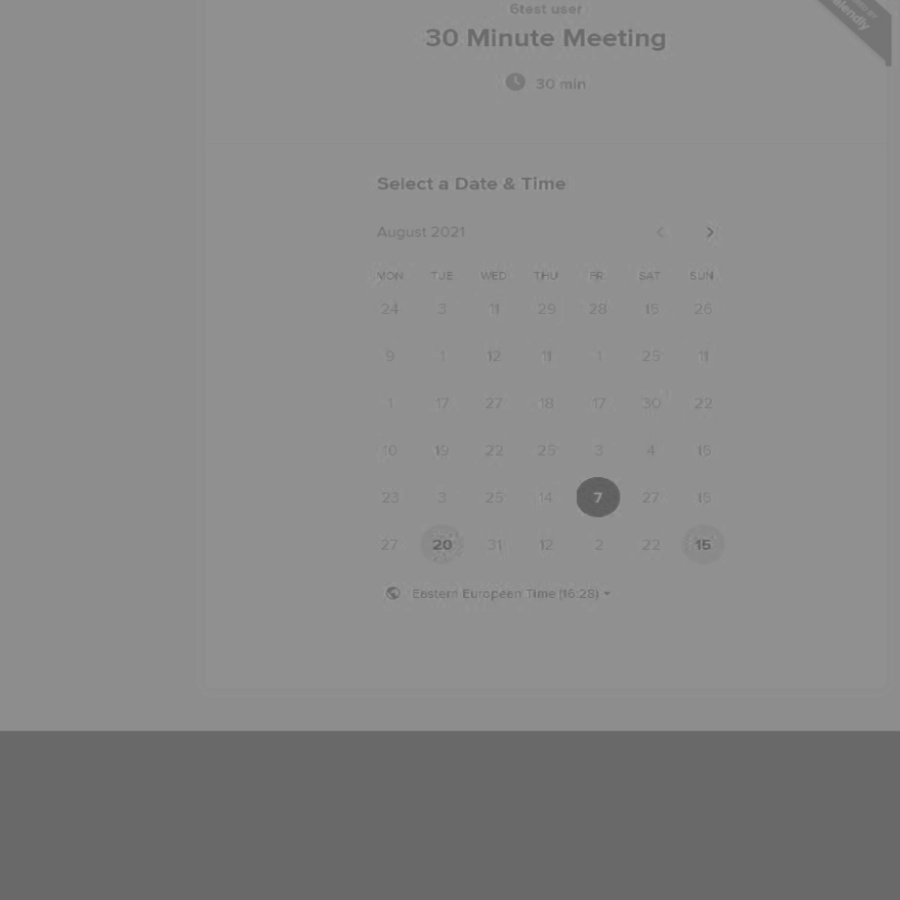 6test user
30 Minute Meeting
30 min
Select a Date & Time
August 2021
MON TUE WED THU FR SAT SUN
24 3 11 29 28 15 26
9 1 12 11 1 25 11
1 17 27 18 17 30 22
10 19 22 25 3 4 15
23 3 25 14 7 27 15
27 20 31 12 2 22 15
Eastern European Time (16:28)